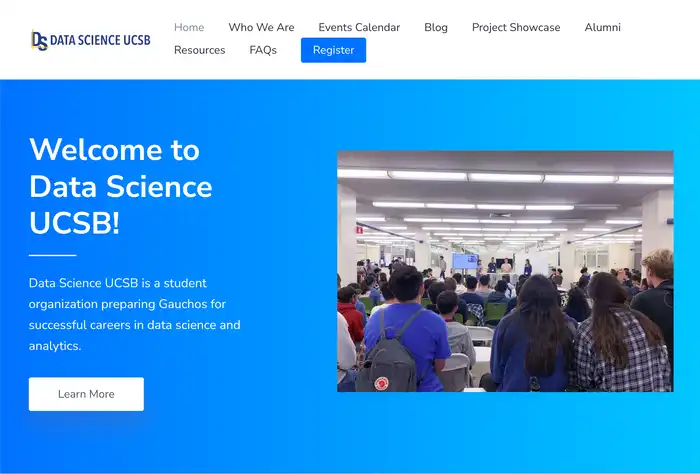 DS DATA SCIENCE UCSB
Home Who We Are Events Calendar Blog Project Showcase Alumni
Resources FAQs Register
Welcome to
Data Science
UCSB!
Data Science UCSB is a student
organization preparing Gauchos for
successful careers in data science and
analytics.
Learn More